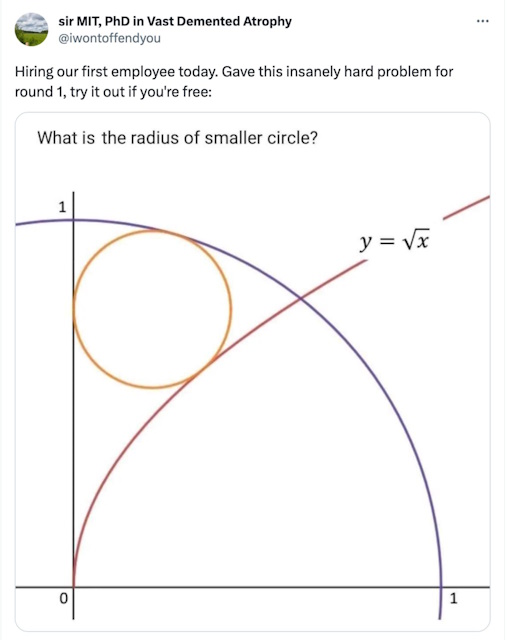 sir MIT, PhD in Vast Demented Atrophy
@iwontoffendyou
Hiring our first employee today. Gave this insanely hard problem for
round 1, try it out if you're free:
What is the radius of smaller circle?
1
y = √x
0
1